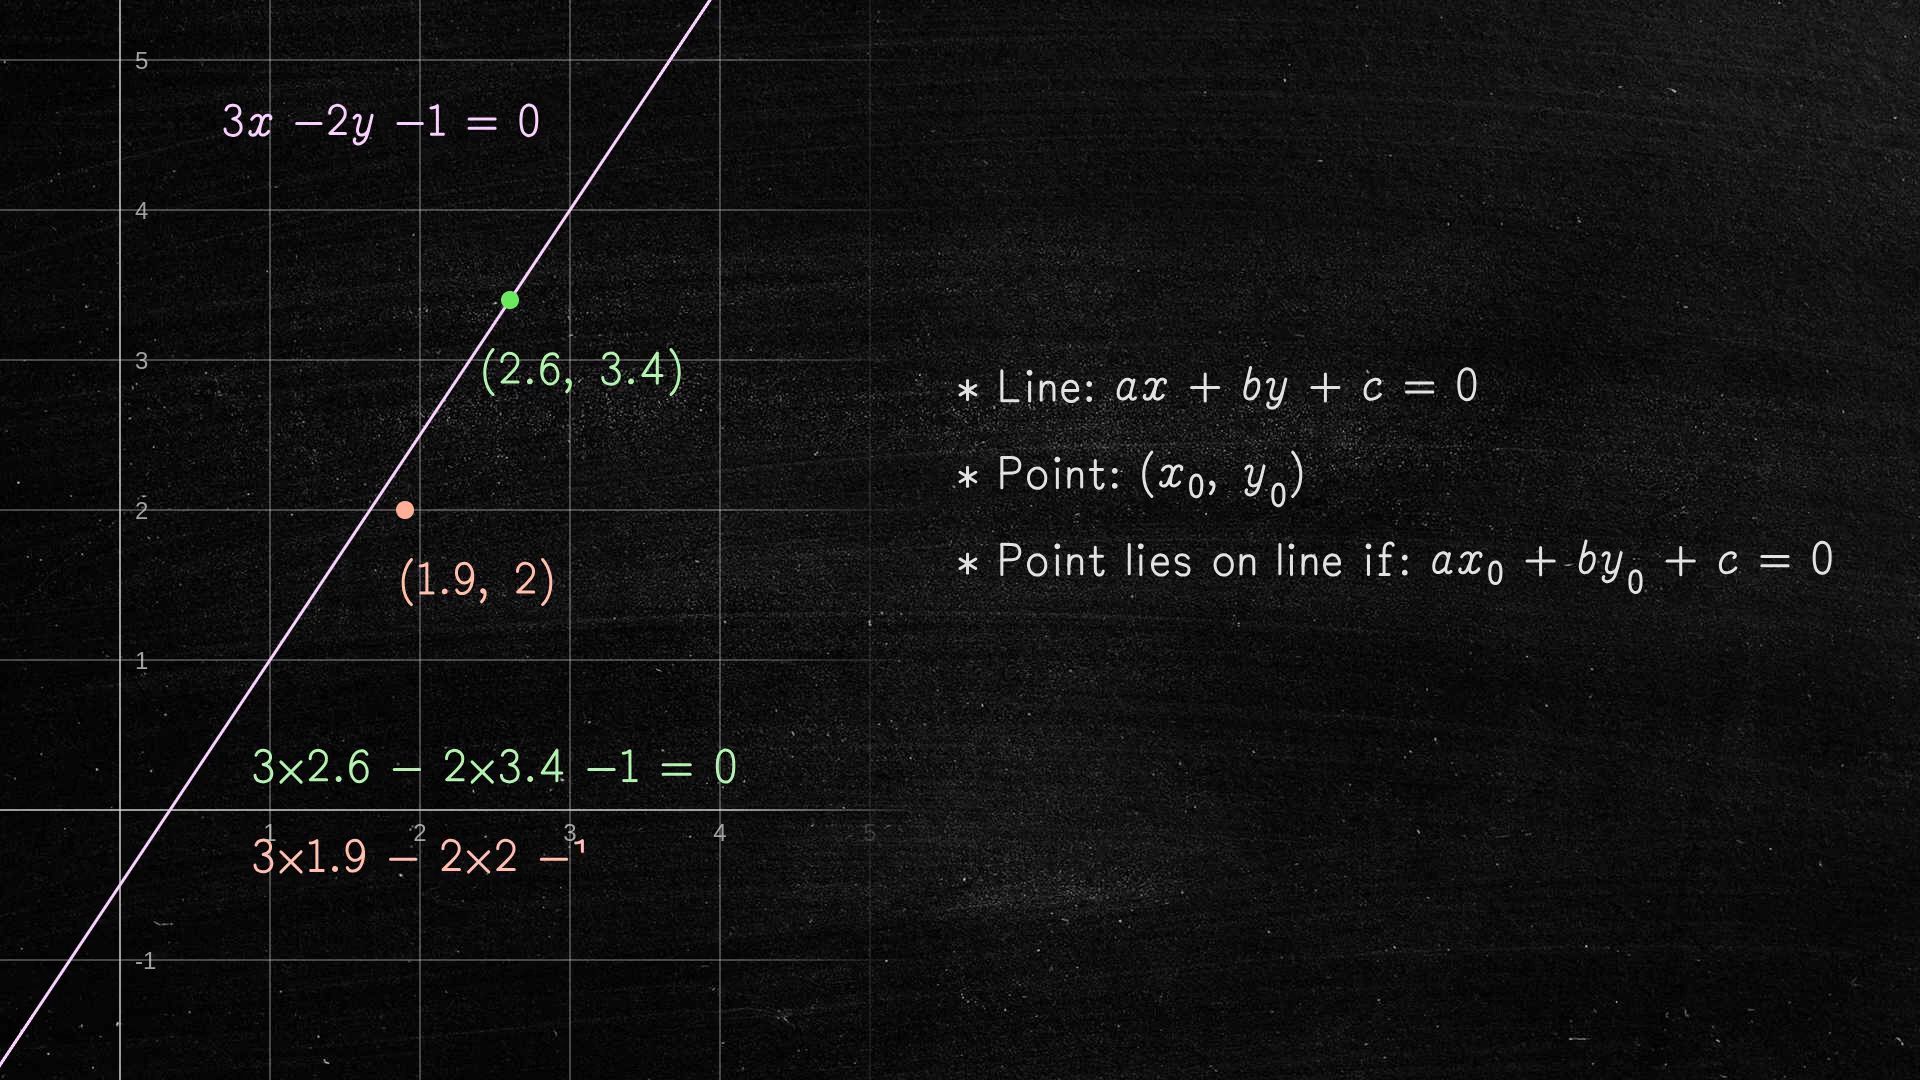 5
3x −2y −1 = 0
4
3
(2.6, 3.4)
2
(1.9, 2)
1
3×2.6 − 2×3.4 −1 = 0
1 2 3 4 5
3×1.9 − 2×2 −
-1
* Line: ax + by + c = 0
* Point: (x₀, y₀)
* Point lies on line if: ax₀ + by₀ + c = 0